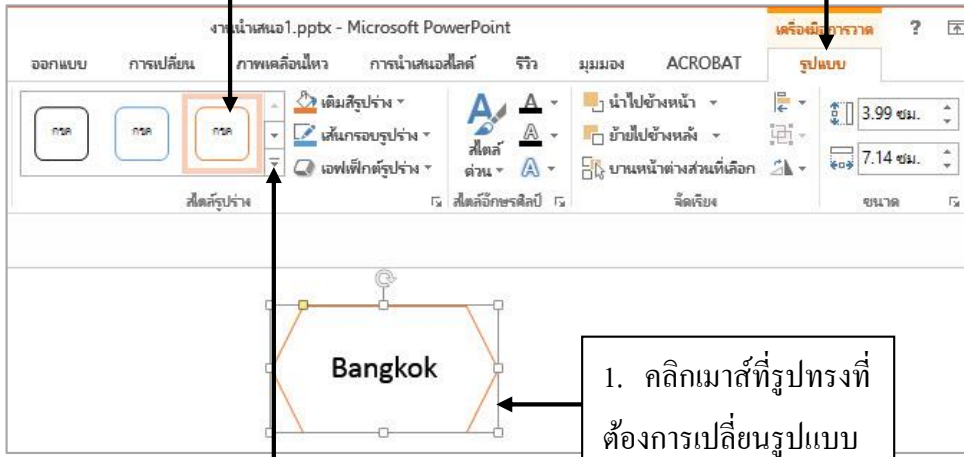 งานนำเสนอ1.pptx - Microsoft PowerPoint เครื่องมือการวาด ?
ออกแบบ การเปลี่ยน ภาพเคลื่อนไหว การนำเสนอสไลด์ รีวิว มุมมอง ACROBAT รูปแบบ
กขค กขค กขค
เติมสีรูปร่าง
เส้นกรอบรูปร่าง
เอฟเฟ็กต์รูปร่าง
สไตล์รูปร่าง
A A
สไตล์ A
ด่วน A
สไตล์อักษรศิลป์
นำไปข้างหน้า
ย้ายไปข้างหลัง
บานหน้าต่างส่วนที่เลือก
จัดเรียง
3.99 ซม.
7.14 ซม.
ขนาด
Bangkok
1. คลิกเมาส์ที่รูปทรงที่
ต้องการเปลี่ยนรูปแบบ